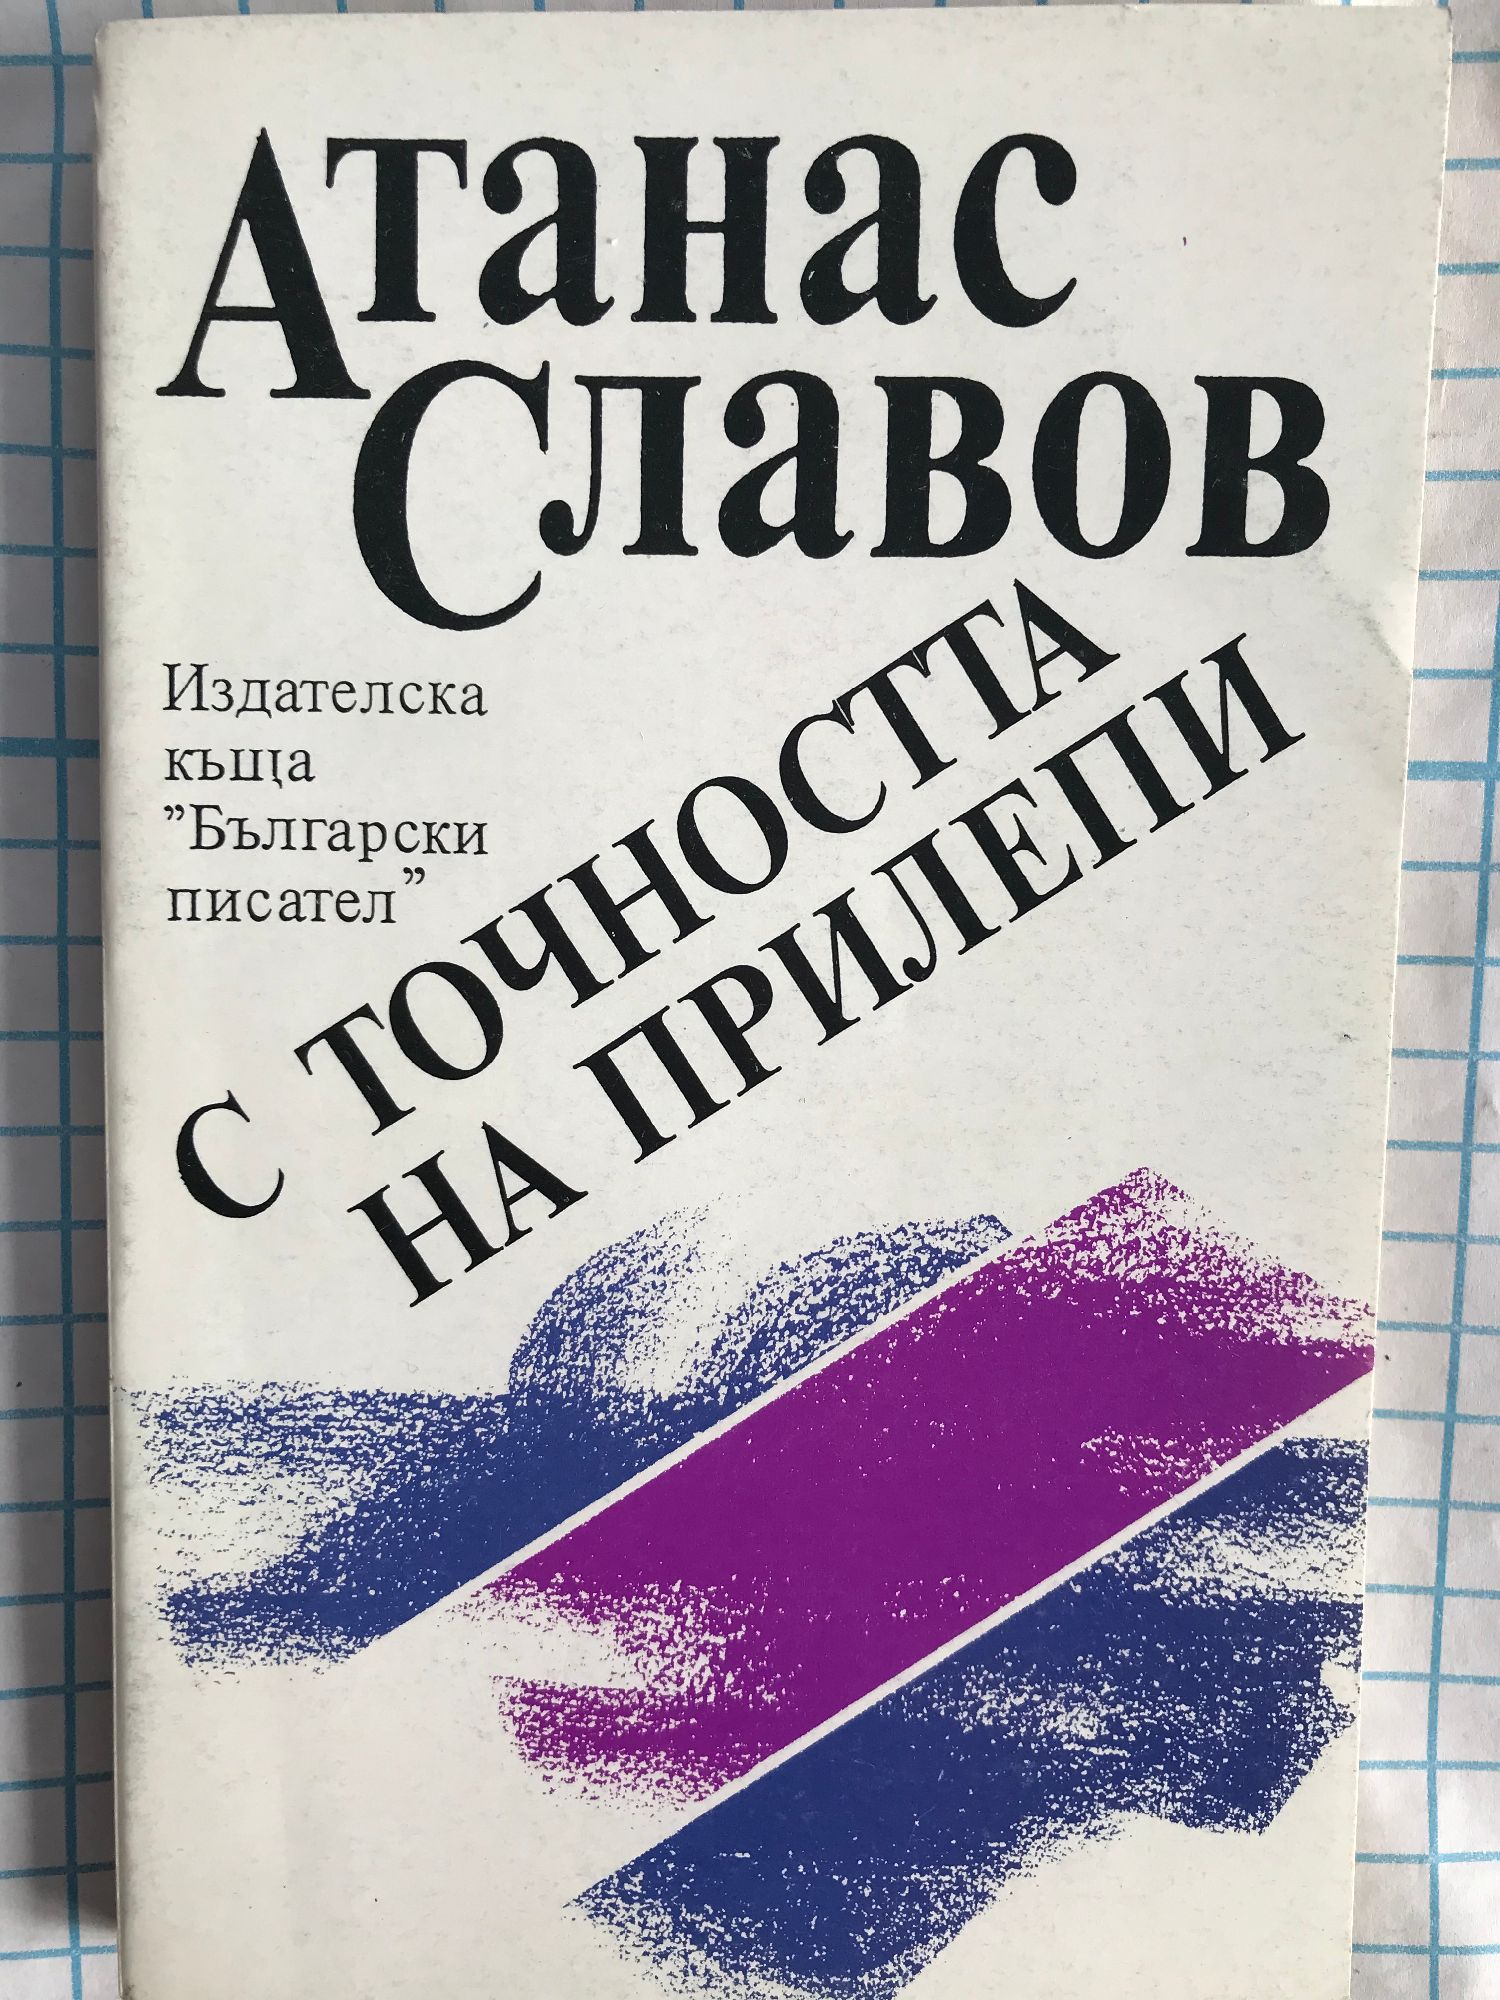 Атанас
Славов
Издателска
къща
"Български
писател"
С ТОЧНОСТТА
НА ПРИЛЕПИ